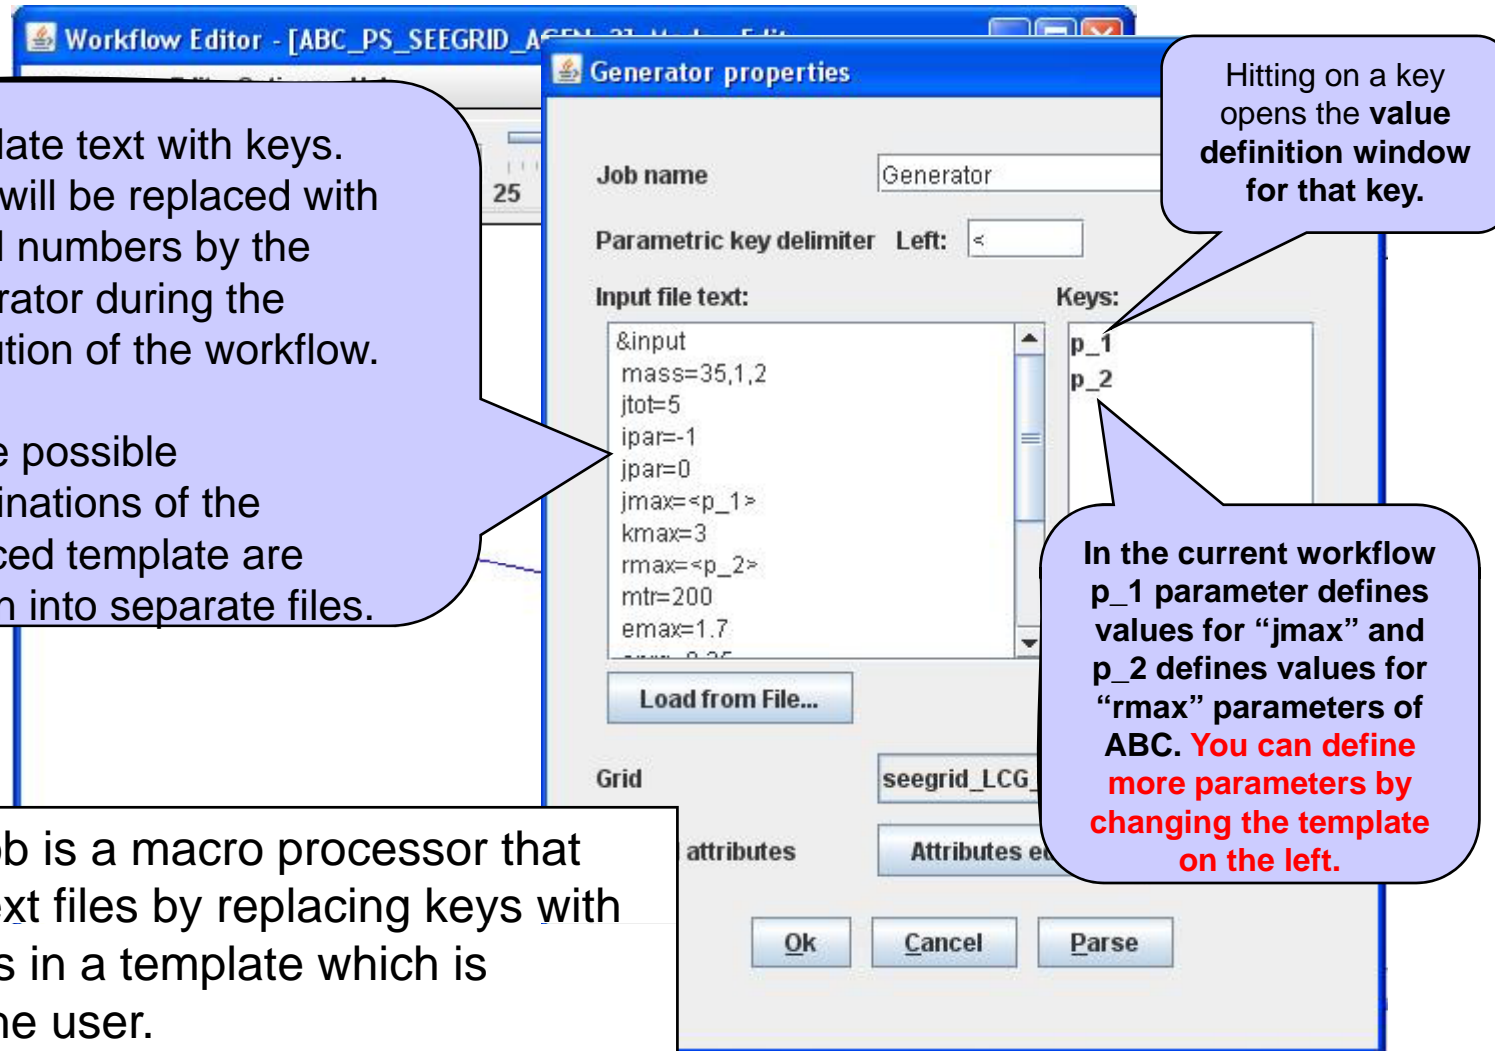 Workflow Editor - [ABC_PS_SEEGRID_
Generator properties
Hitting on a key
opens the value
definition window
for that key.
late text with keys.
will be replaced with
numbers by the
rator during the
ution of the workflow.
e possible
inations of the
ced template are
n into separate files.
25
Job name
Generator
Parametric key delimiter Left: <
Input file text:
Keys:
&input
mass=35,1,2
jtot=5
ipar=-1
jpar=0
jmax=<p_1>
kmax=3
rmax=<p_2>
mtr=200
emax=1.7
p_1
p_2
In the current workflow
p_1 parameter defines
values for “jmax” and
p_2 defines values for
“rmax” parameters of
ABC. You can define
more parameters by
changing the template
on the left.
Load from File...
Grid
seegrid_LCG_
attributes
Attributes e
ob is a macro processor that
ext files by replacing keys with
s in a template which is
he user.
Ok
Cancel
Parse